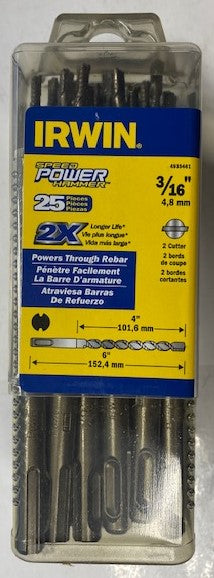 IRWIN®
SPEED
POWER
HAMMER™
4935461
3/16"
4,8 mm
25 Pieces
Pièces
Piezas
2X Longer Life*
Vie plus longue*
Vida más larga*
2 Cutter
2 bords
de coupe
2 bordes
cortantes
Powers Through Rebar
Pénètre Facilement
La Barre D'armature
Atraviesa Barras
De Refuerzo
4"
101,6 mm
6"
152,4 mm